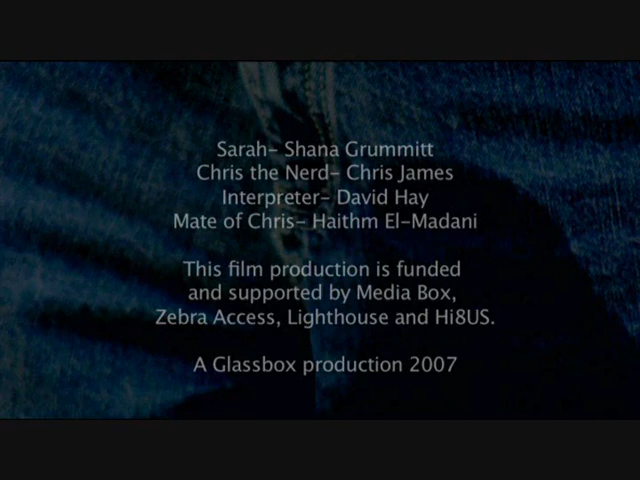 Sarah- Shana Grummitt
Chris the Nerd- Chris James
Interpreter- David Hay
Mate of Chris- Haithm El-Madani
This film production is funded
and supported by Media Box,
Zebra Access, Lighthouse and Hi8US.
A Glassbox production 2007